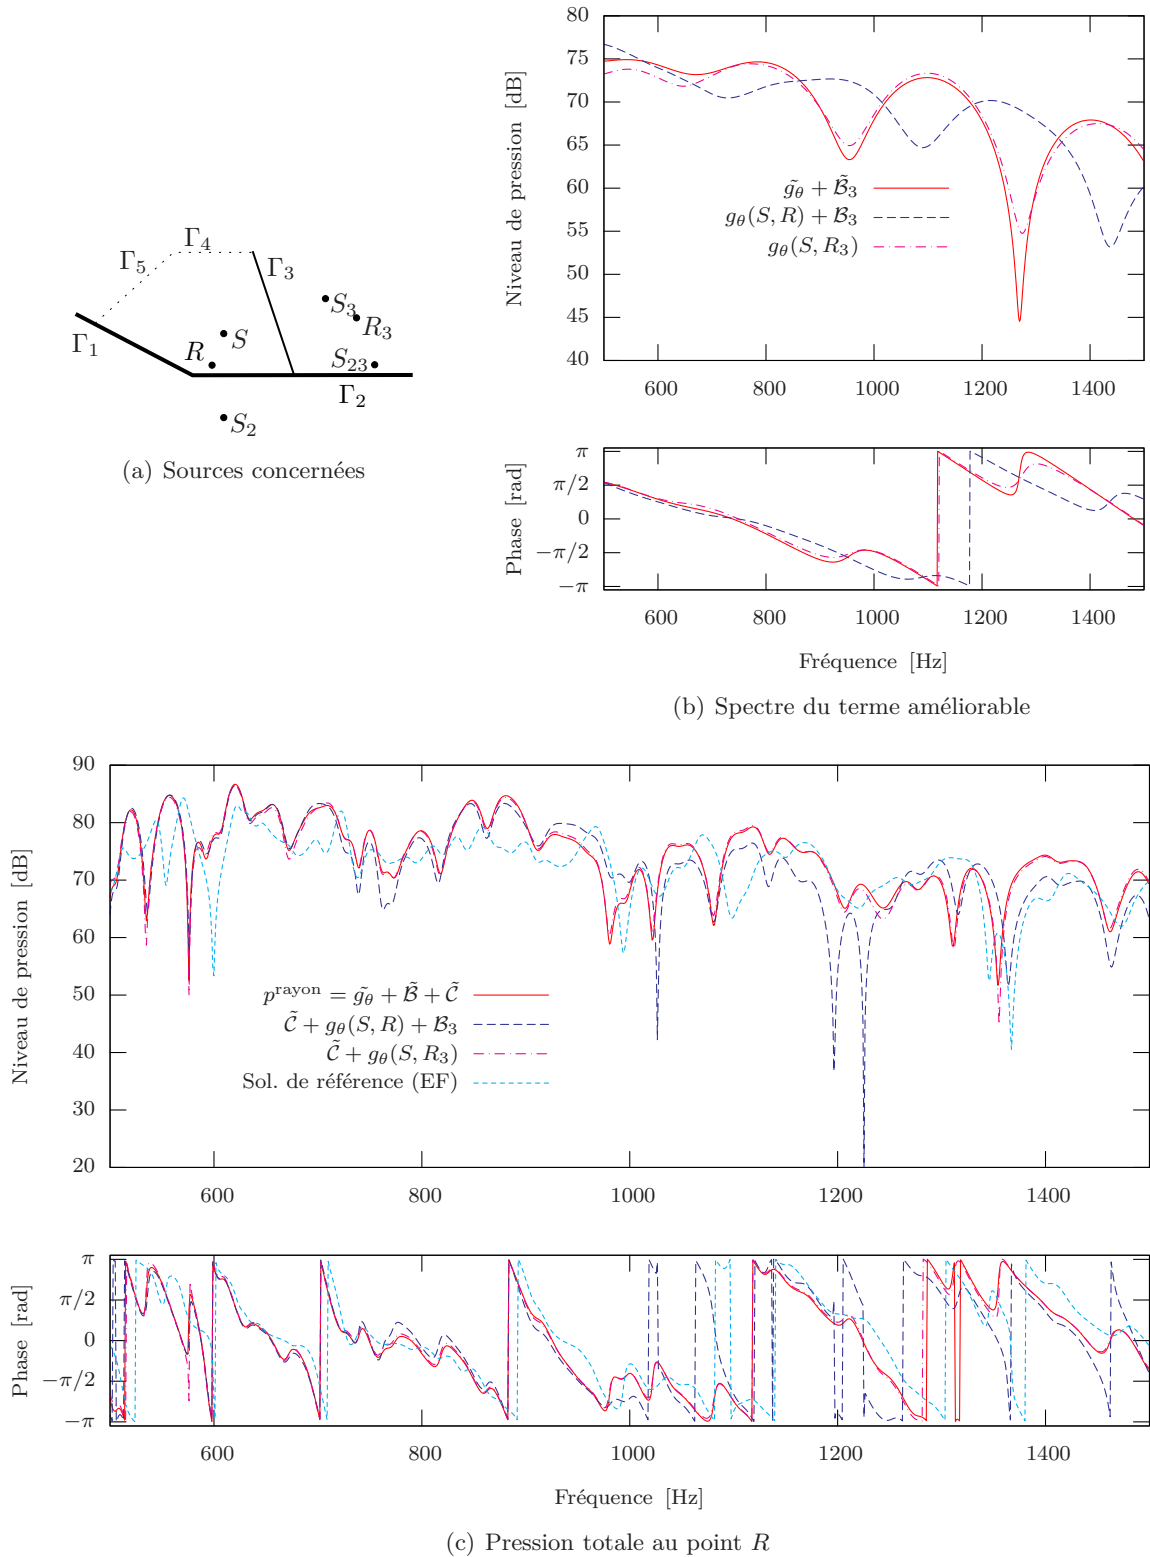 Γ4
Γ5
Γ3
Γ1
S3
R3
S
R
S23
Γ2
S2
(a) Sources concernées
80
75
70
65
60
55
50
45
40
Niveau de pression [dB]
g̃θ + B̃3
gθ(S, R) + B3
gθ(S, R3)
600 800 1000 1200 1400
π
π/2
0
−π/2
−π
Phase [rad]
600 800 1000 1200 1400
Fréquence [Hz]
(b) Spectre du terme améliorable
90
80
70
60
50
40
30
20
Niveau de pression [dB]
p^rayon = g̃θ + B̃ + C̃
C̃ + gθ(S, R) + B3
C̃ + gθ(S, R3)
Sol. de référence (EF)
600 800 1000 1200 1400
π
π/2
0
−π/2
−π
Phase [rad]
600 800 1000 1200 1400
Fréquence [Hz]
(c) Pression totale au point R